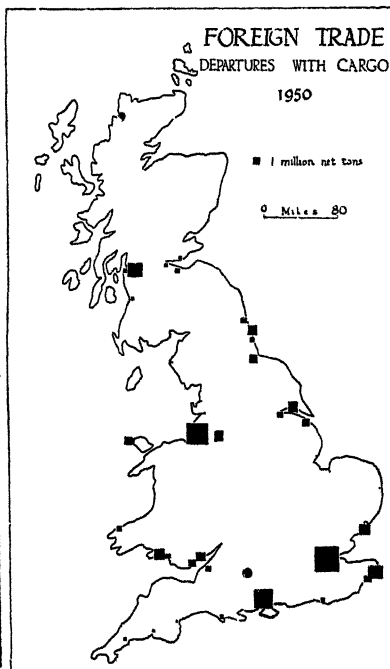 FOREIGN TRADE
DEPARTURES WITH CARGO
1950
1 million net tons
0 Miles 80